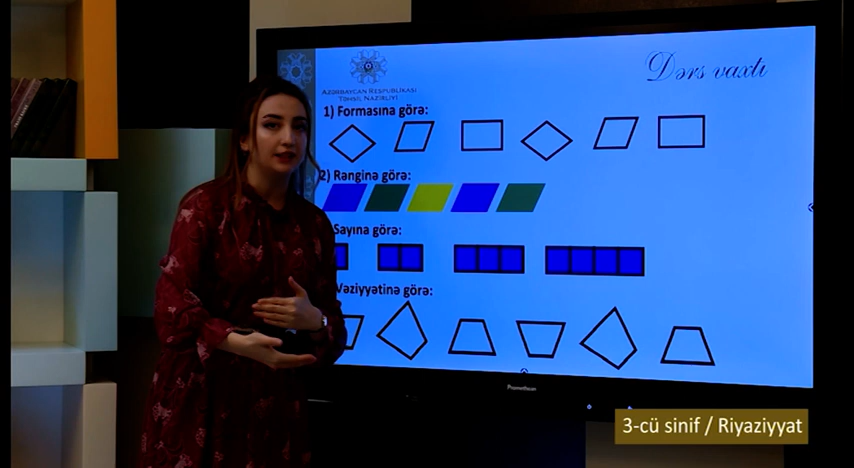 Dərs vaxtı
AZƏRBAYCAN RESPUBLİKASI
TƏHSİL NAZİRLİYİ
1) Formasına görə:
2) Rənginə görə:
Sayına görə:
Vəziyyətinə görə:
Promethean
3-cü sinif / Riyaziyyat